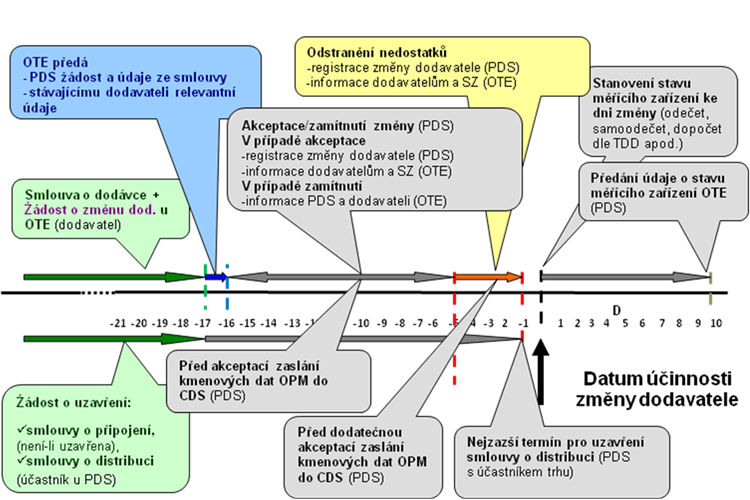 OTE předá
- PDS žádost a údaje ze smlouvy
- stávajícímu dodavateli relevantní
údaje
Odstranění nedostatků
-registrace změny dodavatele (PDS)
-informace dodavatelům a SZ (OTE)
Stanovení stavu
měřícího zařízení ke
dni změny (odečet,
samoodečet, dopočet
dle TDD apod.)
Akceptace/zamítnutí změny (PDS)
V případě akceptace
-registrace změny dodavatele (PDS)
-informace dodavatelům a SZ (OTE)
V případě zamítnutí
-informace PDS a dodavateli (OTE)
Smlouva o dodávce +
Žádost o změnu dod. u
OTE (dodavatel)
Předání údaje o stavu
měřícího zařízení OTE
(PDS)
D
-21 -20 -19 -18 -17 -16 -15 -14 -13 -10 -9 -8 -7 -6 -3 -2 -1 1 2 3 4 5 6 7 8 9 10
Před akceptací zaslání
kmenových dat OPM do
CDS (PDS)
Datum účinnosti
změny dodavatele
Žádost o uzavření:
✓smlouvy o připojení,
(není-li uzavřena),
✓smlouvy o distribuci
(účastník u PDS)
Před dodatečnou
akceptací zaslání
kmenových dat OPM
do CDS (PDS)
Nejzazší termín pro uzavření
smlouvy o distribuci (PDS
s účastníkem trhu)